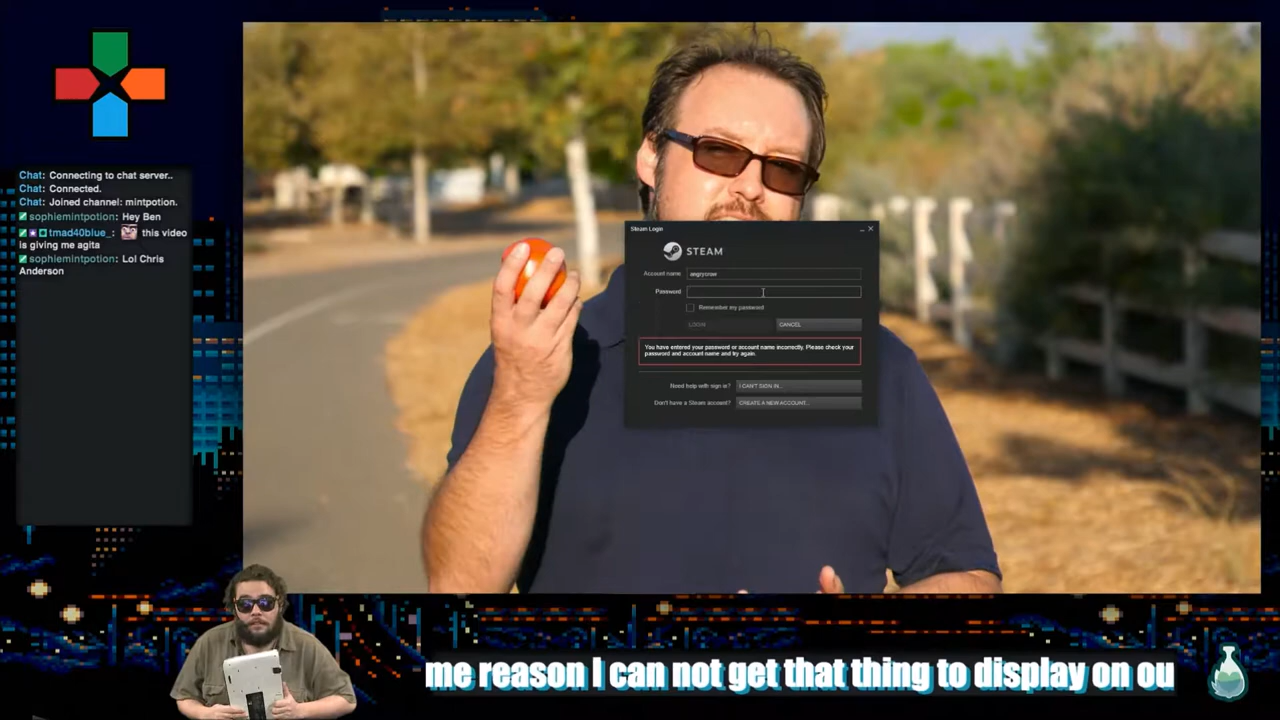 Chat: Connecting to chat server..
Chat: Connected.
Chat: Joined channel: mintpotion.
sophiemintpotion: Hey Ben
tmad40blue_: this video
is giving me agita
sophiemintpotion: Lol Chris
Anderson
Steam Login
STEAM
Account name
angrycrow
Password
Remember my password
LOGIN
CANCEL
You have entered your password or account name incorrectly. Please check your
password and account name and try again.
Need help with sign in?
I CAN'T SIGN IN...
Don't have a Steam account?
CREATE A NEW ACCOUNT...
me reason I can not get that thing to display on ou